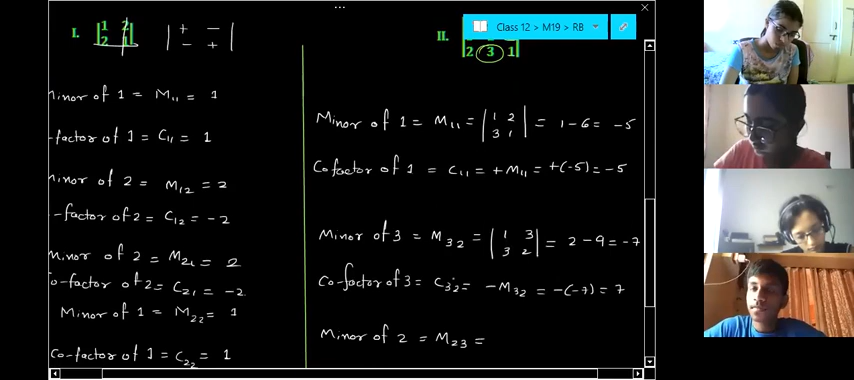 I. |1 2| | + − |
|2 1| | − + |
Minor of 1 = M₁₁ = 1
-factor of 1 = C₁₁ = 1
Minor of 2 = M₁₂ = 2
-factor of 2 = C₁₂ = -2
Minor of 2 = M₂₁ = 2
Co-factor of 2 = C₂₁ = -2
Minor of 1 = M₂₂ = 1
Co-factor of 1 = C₂₂ = 1
Class 12 > M19 > RB
II.
2 3 1
Minor of 1 = M₁₁ = |1 2| = 1-6 = -5
|3 1|
Cofactor of 1 = C₁₁ = +M₁₁ = +(-5) = -5
Minor of 3 = M₃₂ = |1 3| = 2-9 = -7
|3 2|
Co-factor of 3 = C₃₂ = -M₃₂ = -(-7) = 7
Minor of 2 = M₂₃ =